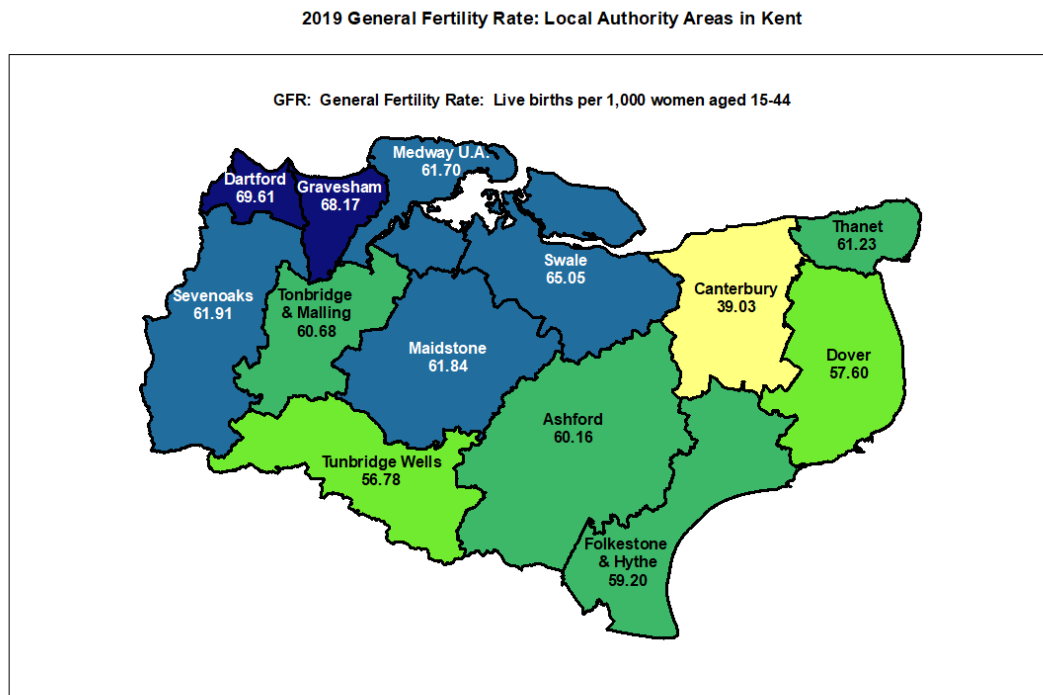 2019 General Fertility Rate: Local Authority Areas in Kent
GFR:  General Fertility Rate:  Live births per 1,000 women aged 15-44
Medway U.A.
61.70
Dartford
69.61
Gravesham
68.17
Thanet
61.23
Swale
65.05
Canterbury
39.03
Sevenoaks
61.91
Tonbridge
& Malling
60.68
Maidstone
61.84
Dover
57.60
Ashford
60.16
Tunbridge Wells
56.78
Folkestone
& Hythe
59.20